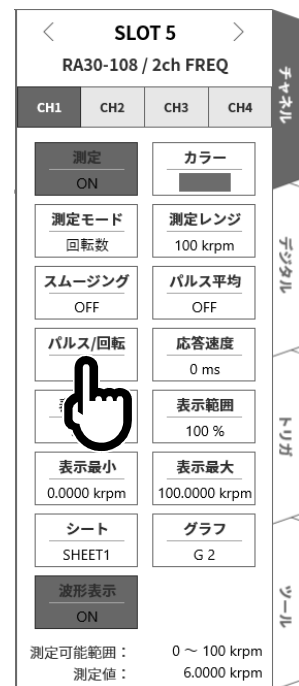 SLOT 5
RA30-108 / 2ch FREQ
CH1 CH2 CH3 CH4
測定 カラー
ON
測定モード 測定レンジ
回転数 100 krpm
スムージング パルス平均
OFF OFF
パルス/回転 応答速度
0 ms
表示範囲
100 %
表示最小 表示最大
0.0000 krpm 100.0000 krpm
シート グラフ
SHEET1 G 2
波形表示
ON
測定可能範囲： 0 ～ 100 krpm
測定値： 6.0000 krpm
チャネル
デジタル
トリガ
ツール